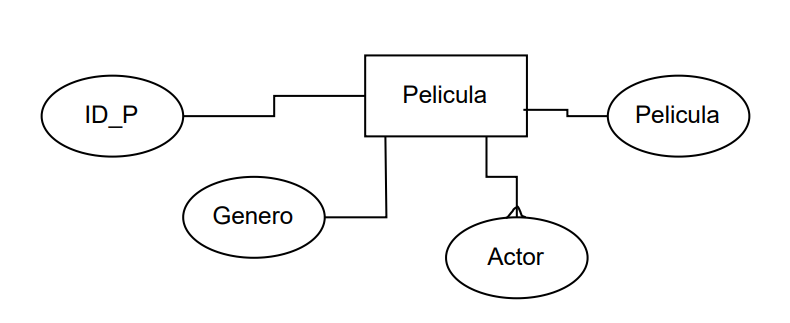 Pelicula
ID_P
Pelicula
Genero
Actor